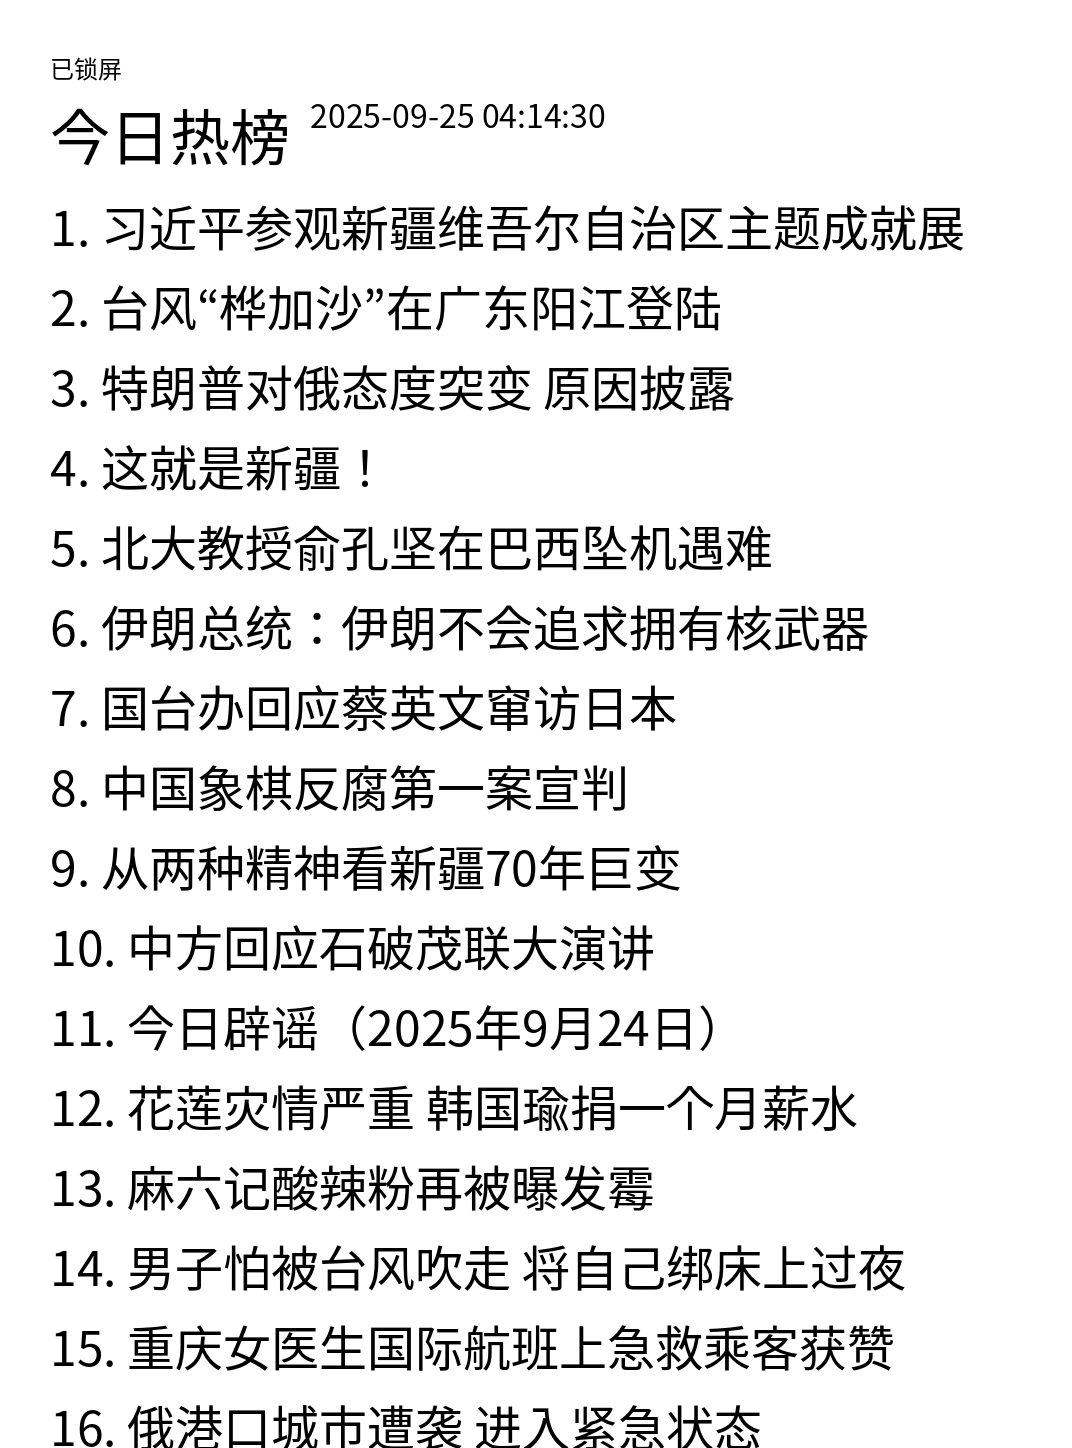 已锁屏
今日热榜 2025-09-25 04:14:30
1. 习近平参观新疆维吾尔自治区主题成就展
2. 台风“桦加沙”在广东阳江登陆
3. 特朗普对俄态度突变 原因披露
4. 这就是新疆！
5. 北大教授俞孔坚在巴西坠机遇难
6. 伊朗总统：伊朗不会追求拥有核武器
7. 国台办回应蔡英文窜访日本
8. 中国象棋反腐第一案宣判
9. 从两种精神看新疆70年巨变
10. 中方回应石破茂联大演讲
11. 今日辟谣（2025年9月24日）
12. 花莲灾情严重 韩国瑜捐一个月薪水
13. 麻六记酸辣粉再被曝发霉
14. 男子怕被台风吹走 将自己绑床上过夜
15. 重庆女医生国际航班上急救乘客获赞
16. 俄港口城市遭袭 进入紧急状态